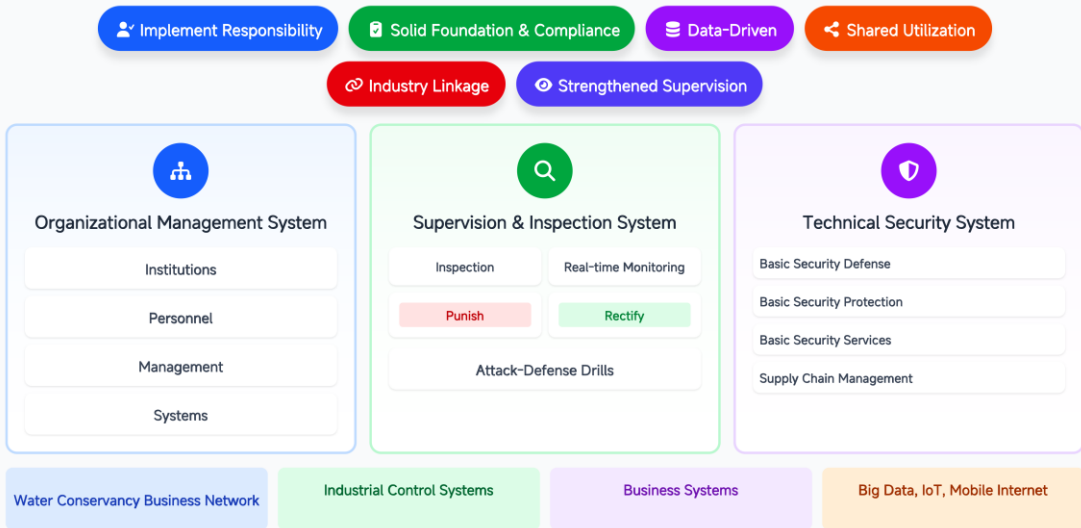 Implement Responsibility
Solid Foundation & Compliance
Data-Driven
Shared Utilization
Industry Linkage
Strengthened Supervision
Organizational Management System
Institutions
Personnel
Management
Systems
Supervision & Inspection System
Inspection
Real-time Monitoring
Punish
Rectify
Attack-Defense Drills
Technical Security System
Basic Security Defense
Basic Security Protection
Basic Security Services
Supply Chain Management
Water Conservancy Business Network
Industrial Control Systems
Business Systems
Big Data, IoT, Mobile Internet